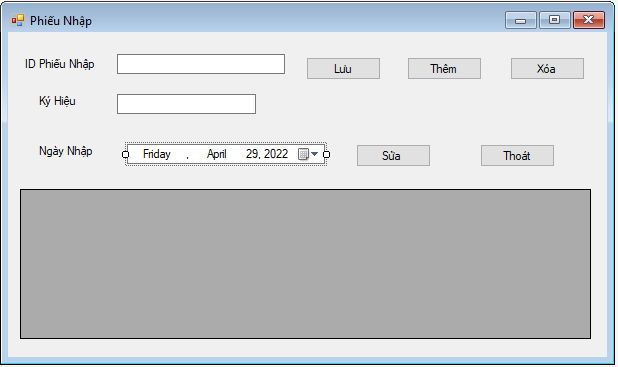 Phiếu Nhập
ID Phiếu Nhập
Lưu
Thêm
Xóa
Ký Hiệu
Ngày Nhập
Friday , April 29, 2022
Sửa
Thoát